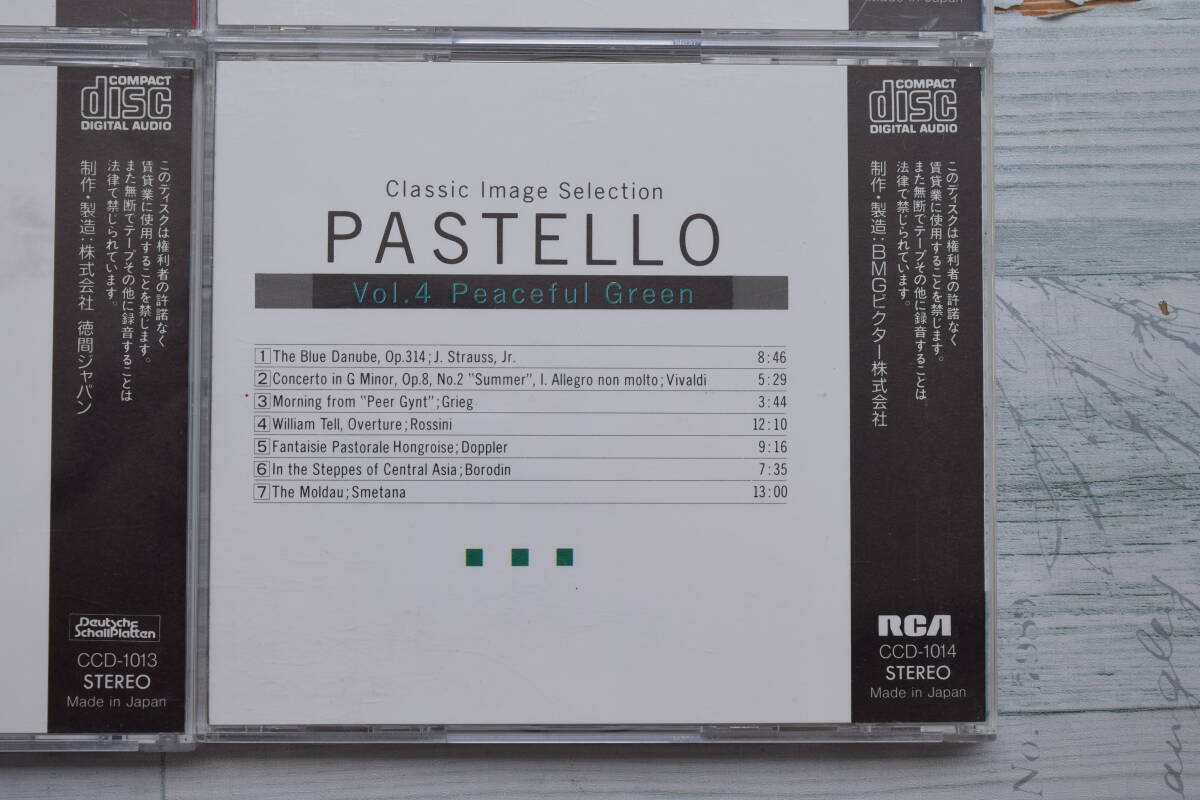 Made in Japan
COMPACT
disc
DIGITAL AUDIO
このディスクは権利者の許諾なく
賃貸業に使用することを禁じます。
また無断でテープその他に録音することは
法律で禁じられています。
制作・製造:株式会社 徳間ジャパン
Deutsche
Schallplatten
CCD-1013
STEREO
Made in Japan
Classic Image Selection
PASTELLO
Vol.4 Peaceful Green
1 The Blue Danube, Op.314; J. Strauss, Jr. 8:46
2 Concerto in G Minor, Op.8, No.2 "Summer", I. Allegro non molto; Vivaldi 5:29
3 Morning from "Peer Gynt"; Grieg 3:44
4 William Tell, Overture; Rossini 12:10
5 Fantaisie Pastorale Hongroise; Doppler 9:16
6 In the Steppes of Central Asia; Borodin 7:35
7 The Moldau; Smetana 13:00
COMPACT
disc
DIGITAL AUDIO
このディスクは権利者の許諾なく
賃貸業に使用することを禁じます。
また無断でテープその他に録音することは
法律で禁じられています。
制作・製造:BMGビクター株式会社
RCA
CCD-1014
STEREO
Made in Japan
No.